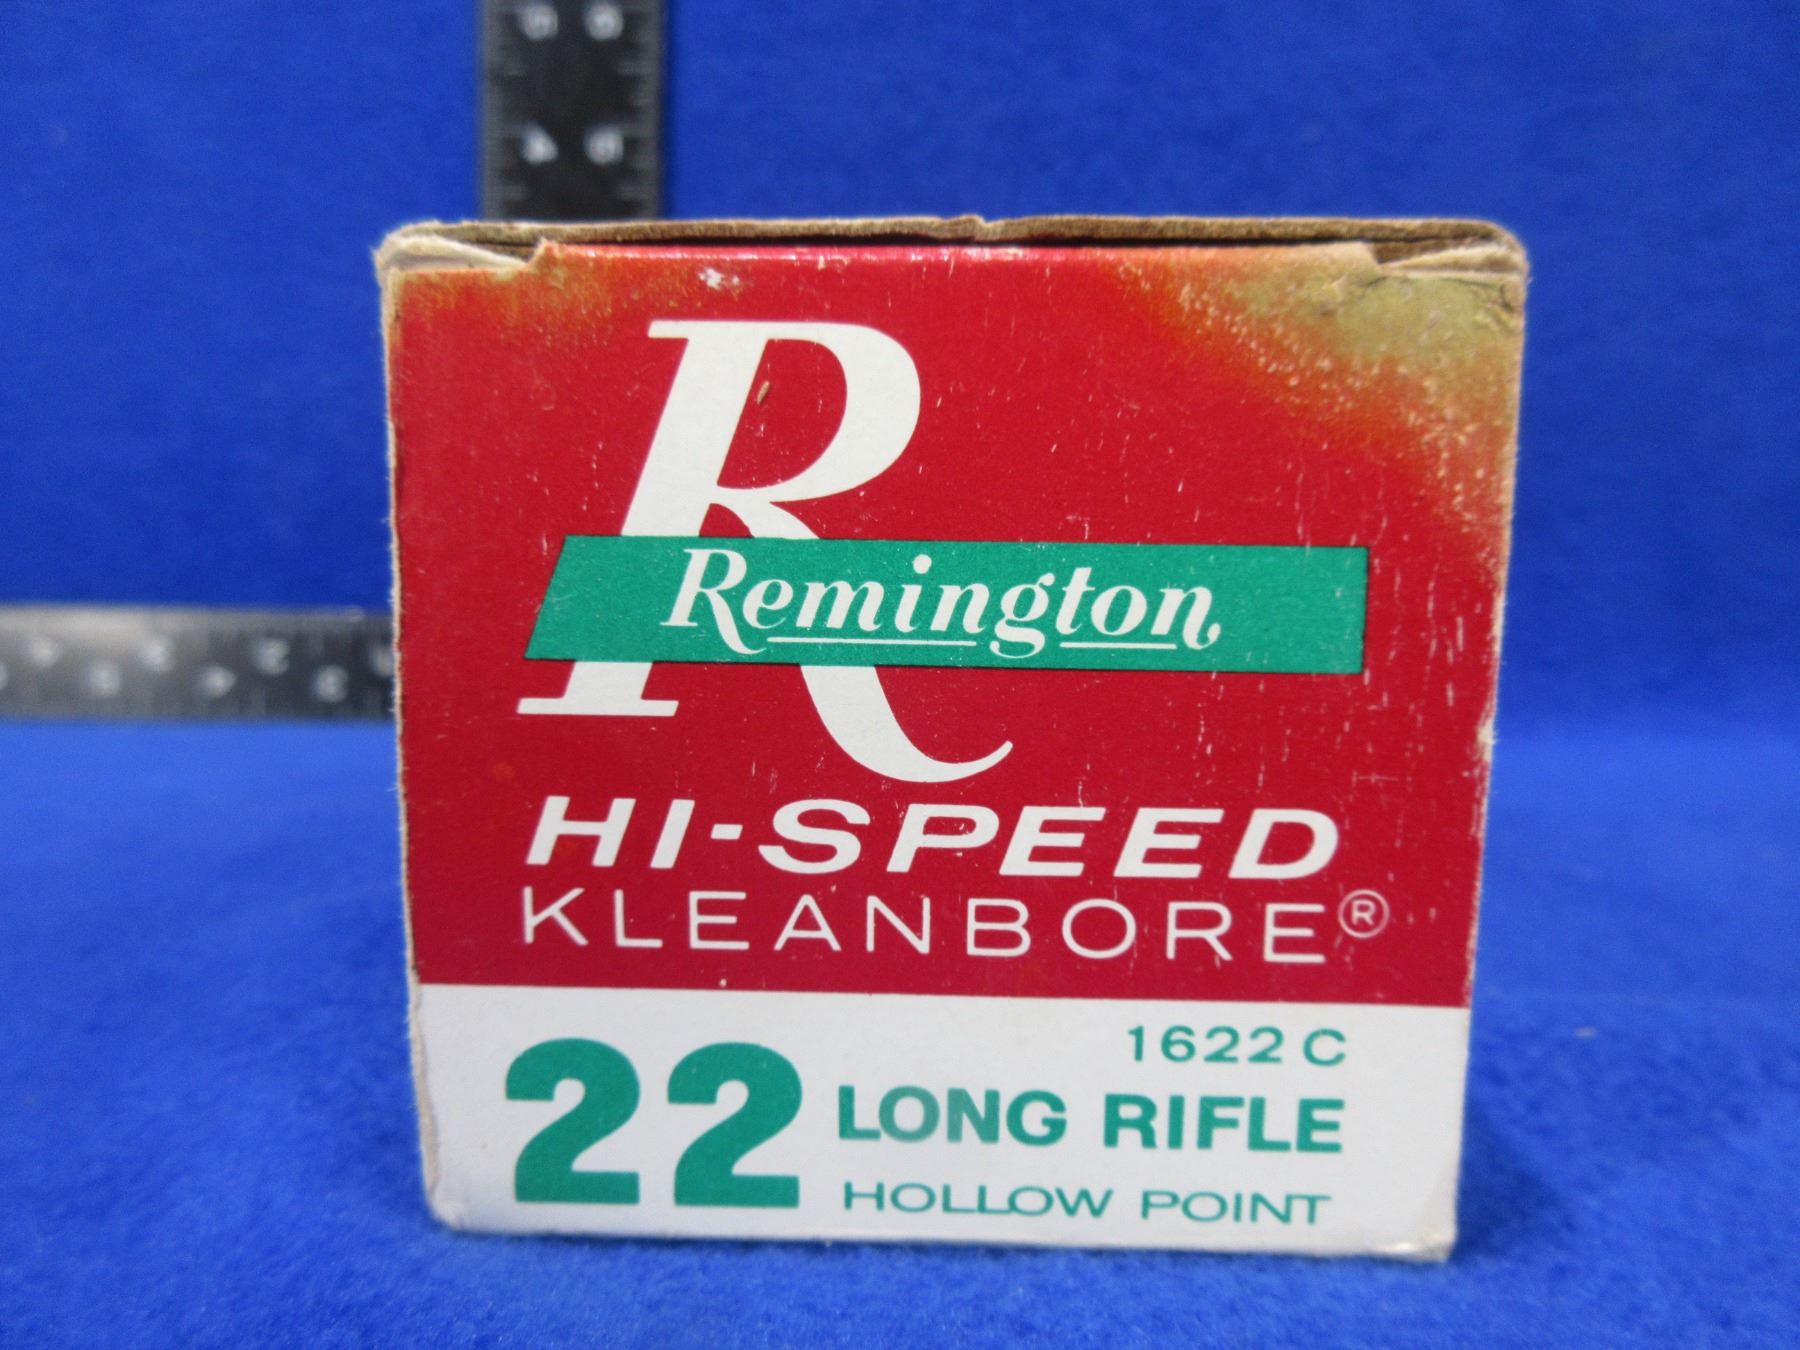 R
Remington
HI-SPEED
KLEANBORE®
1622 C
22 LONG RIFLE
HOLLOW POINT